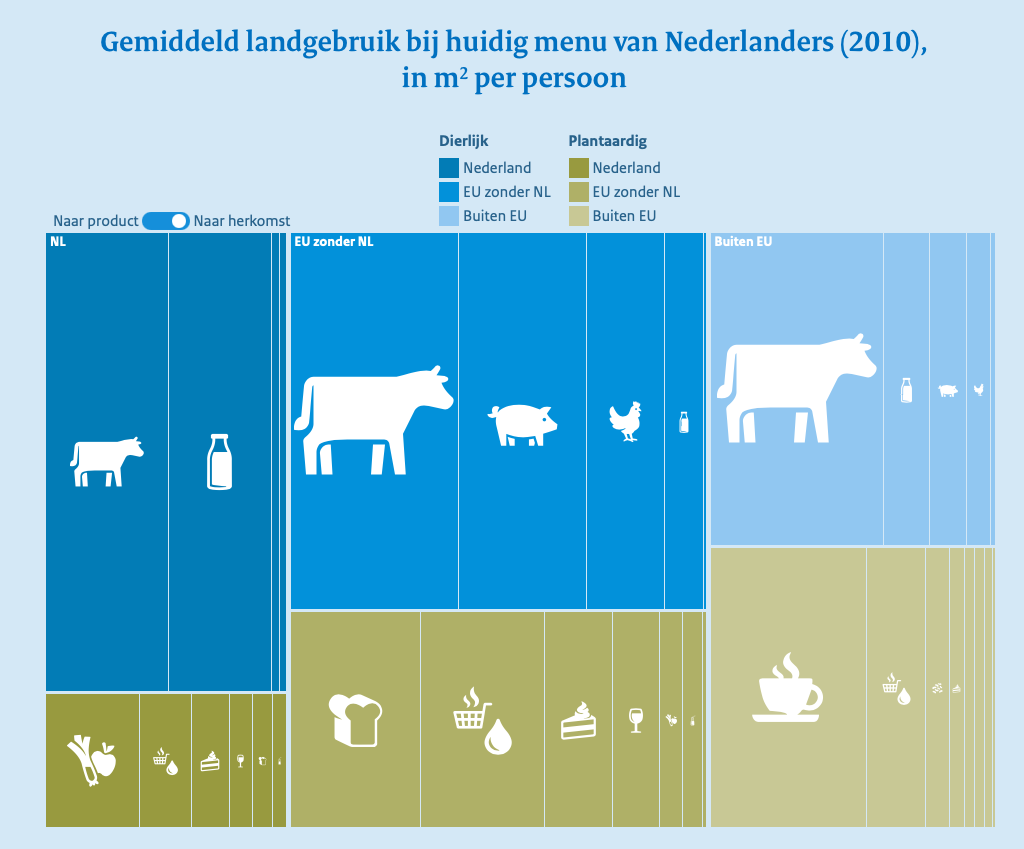 Gemiddeld landgebruik bij huidig menu van Nederlanders (2010),
in m² per persoon
Dierlijk
Plantaardig
Nederland
Nederland
EU zonder NL
EU zonder NL
Buiten EU
Buiten EU
Naar product
Naar herkomst
NL
EU zonder NL
Buiten EU